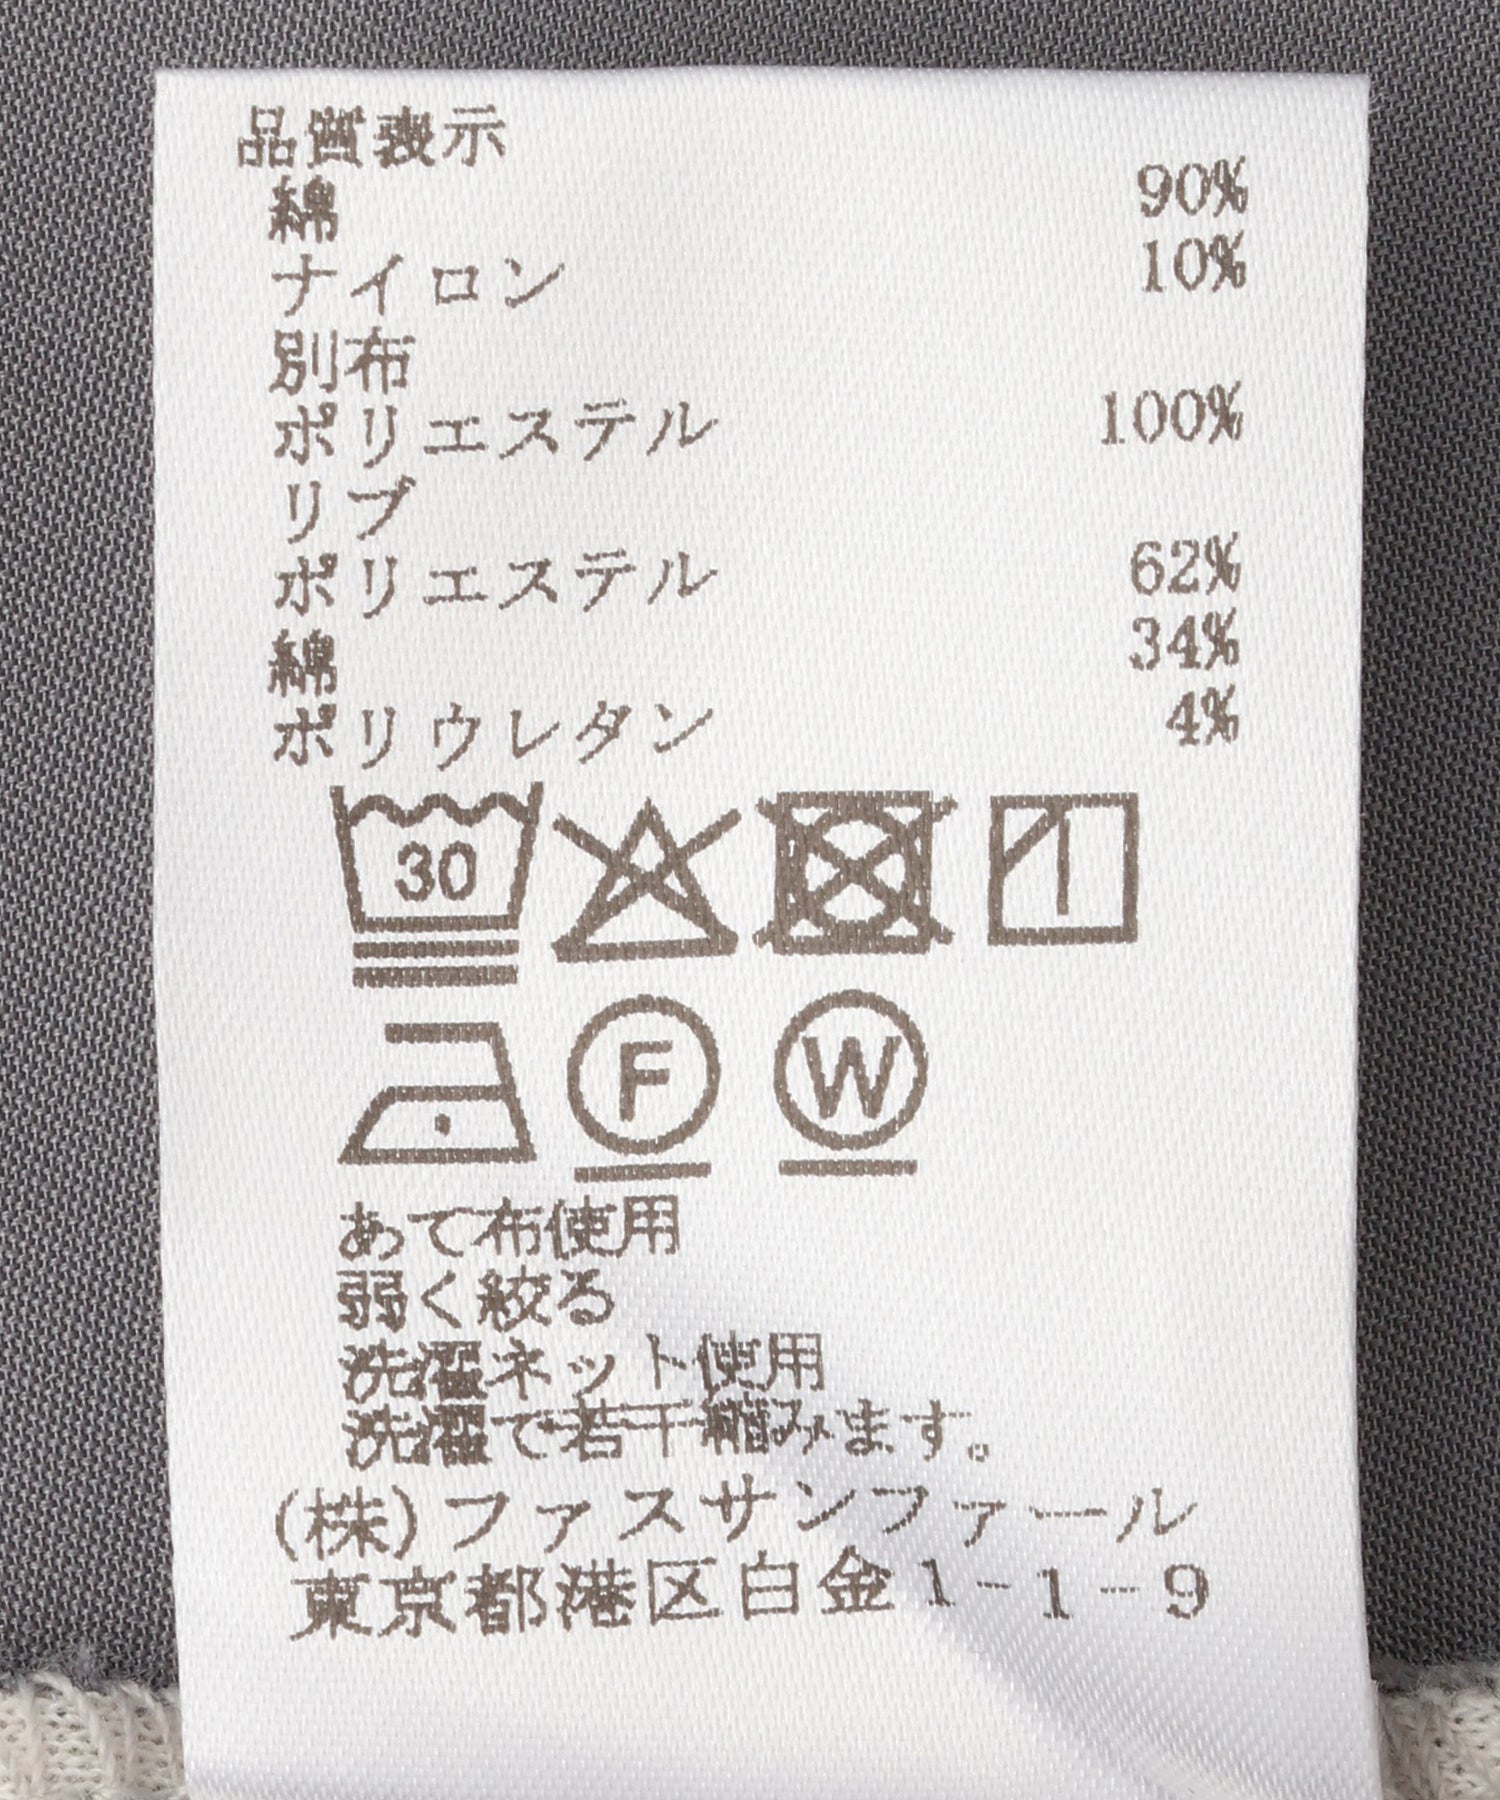 品質表示
綿 90%
ナイロン 10%
別布
ポリエステル 100%
リブ
ポリエステル 62%
綿 34%
ポリウレタン 4%
30
F W
あて布使用
弱く絞る
洗濯ネット使用
洗濯で若干縮みます。
(株)ファスサンファール
東京都港区白金1-1-9